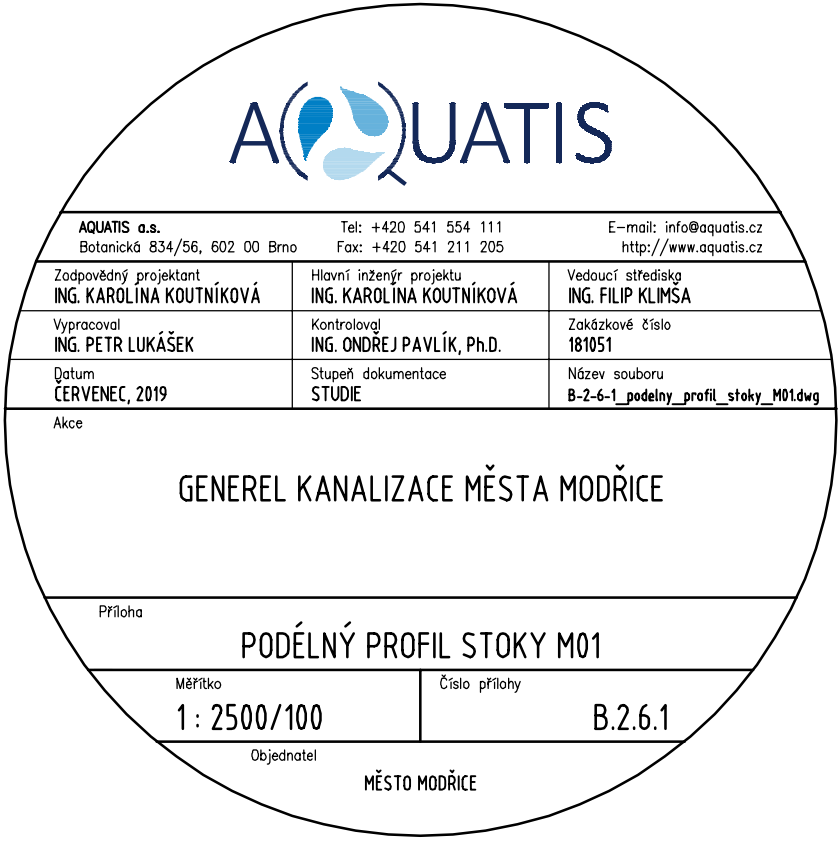 AQUATIS
AQUATIS a.s. Tel: +420 541 554 111 E-mail: info@aquatis.cz
Botanická 834/56, 602 00 Brno Fax: +420 541 211 205 http://www.aquatis.cz
Zodpovědný projektant Hlavní inženýr projektu Vedoucí střediska
ING. KAROLÍNA KOUTNÍKOVÁ ING. KAROLÍNA KOUTNÍKOVÁ ING. FILIP KLIMŠA
Vypracoval Kontroloval Zakázkové číslo
ING. PETR LUKÁŠEK ING. ONDŘEJ PAVLÍK, Ph.D. 181051
Datum Stupeň dokumentace Název souboru
ČERVENEC, 2019 STUDIE B-2-6-1_podelny_profil_stoky_M01.dwg
Akce
GENEREL KANALIZACE MĚSTA MODŘICE
Příloha
PODÉLNÝ PROFIL STOKY M01
Měřítko Číslo přílohy
1 : 2500/100 B.2.6.1
Objednatel
MĚSTO MODŘICE